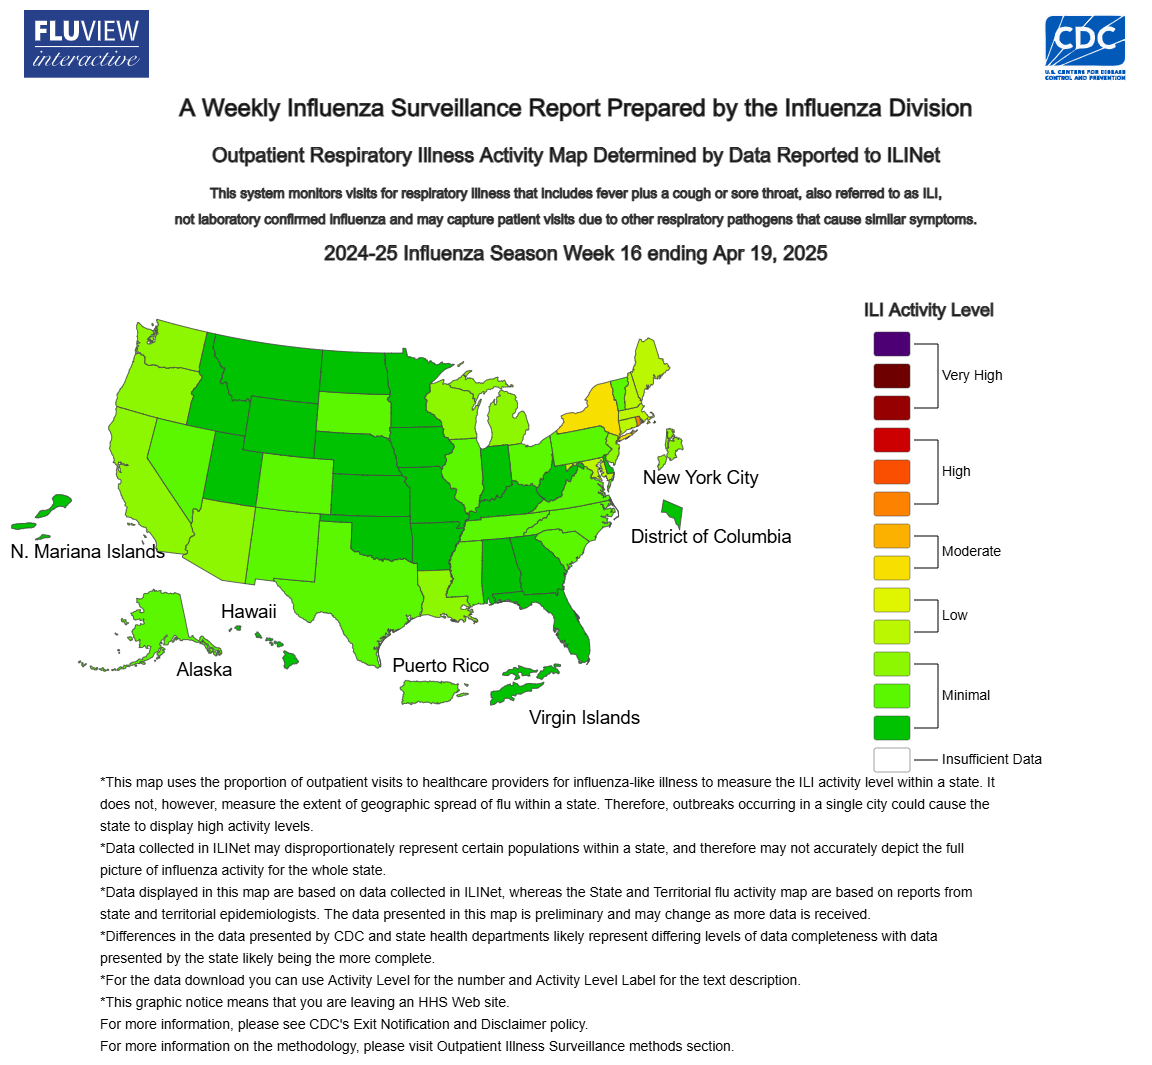 FLUVIEW
interactive
CDC
U.S. CENTERS FOR DISEASE
CONTROL AND PREVENTION
A Weekly Influenza Surveillance Report Prepared by the Influenza Division
Outpatient Respiratory Illness Activity Map Determined by Data Reported to ILINet
This system monitors visits for respiratory illness that includes fever plus a cough or sore throat, also referred to as ILI,
not laboratory confirmed influenza and may capture patient visits due to other respiratory pathogens that cause similar symptoms.
2024-25 Influenza Season Week 16 ending Apr 19, 2025
ILI Activity Level
Very High
High
Moderate
Low
Minimal
Insufficient Data
New York City
District of Columbia
N. Mariana Islands
Hawaii
Alaska
Puerto Rico
Virgin Islands
*This map uses the proportion of outpatient visits to healthcare providers for influenza-like illness to measure the ILI activity level within a state. It
does not, however, measure the extent of geographic spread of flu within a state. Therefore, outbreaks occurring in a single city could cause the
state to display high activity levels.
*Data collected in ILINet may disproportionately represent certain populations within a state, and therefore may not accurately depict the full
picture of influenza activity for the whole state.
*Data displayed in this map are based on data collected in ILINet, whereas the State and Territorial flu activity map are based on reports from
state and territorial epidemiologists. The data presented in this map is preliminary and may change as more data is received.
*Differences in the data presented by CDC and state health departments likely represent differing levels of data completeness with data
presented by the state likely being the more complete.
*For the data download you can use Activity Level for the number and Activity Level Label for the text description.
*This graphic notice means that you are leaving an HHS Web site.
For more information, please see CDC's Exit Notification and Disclaimer policy.
For more information on the methodology, please visit Outpatient Illness Surveillance methods section.